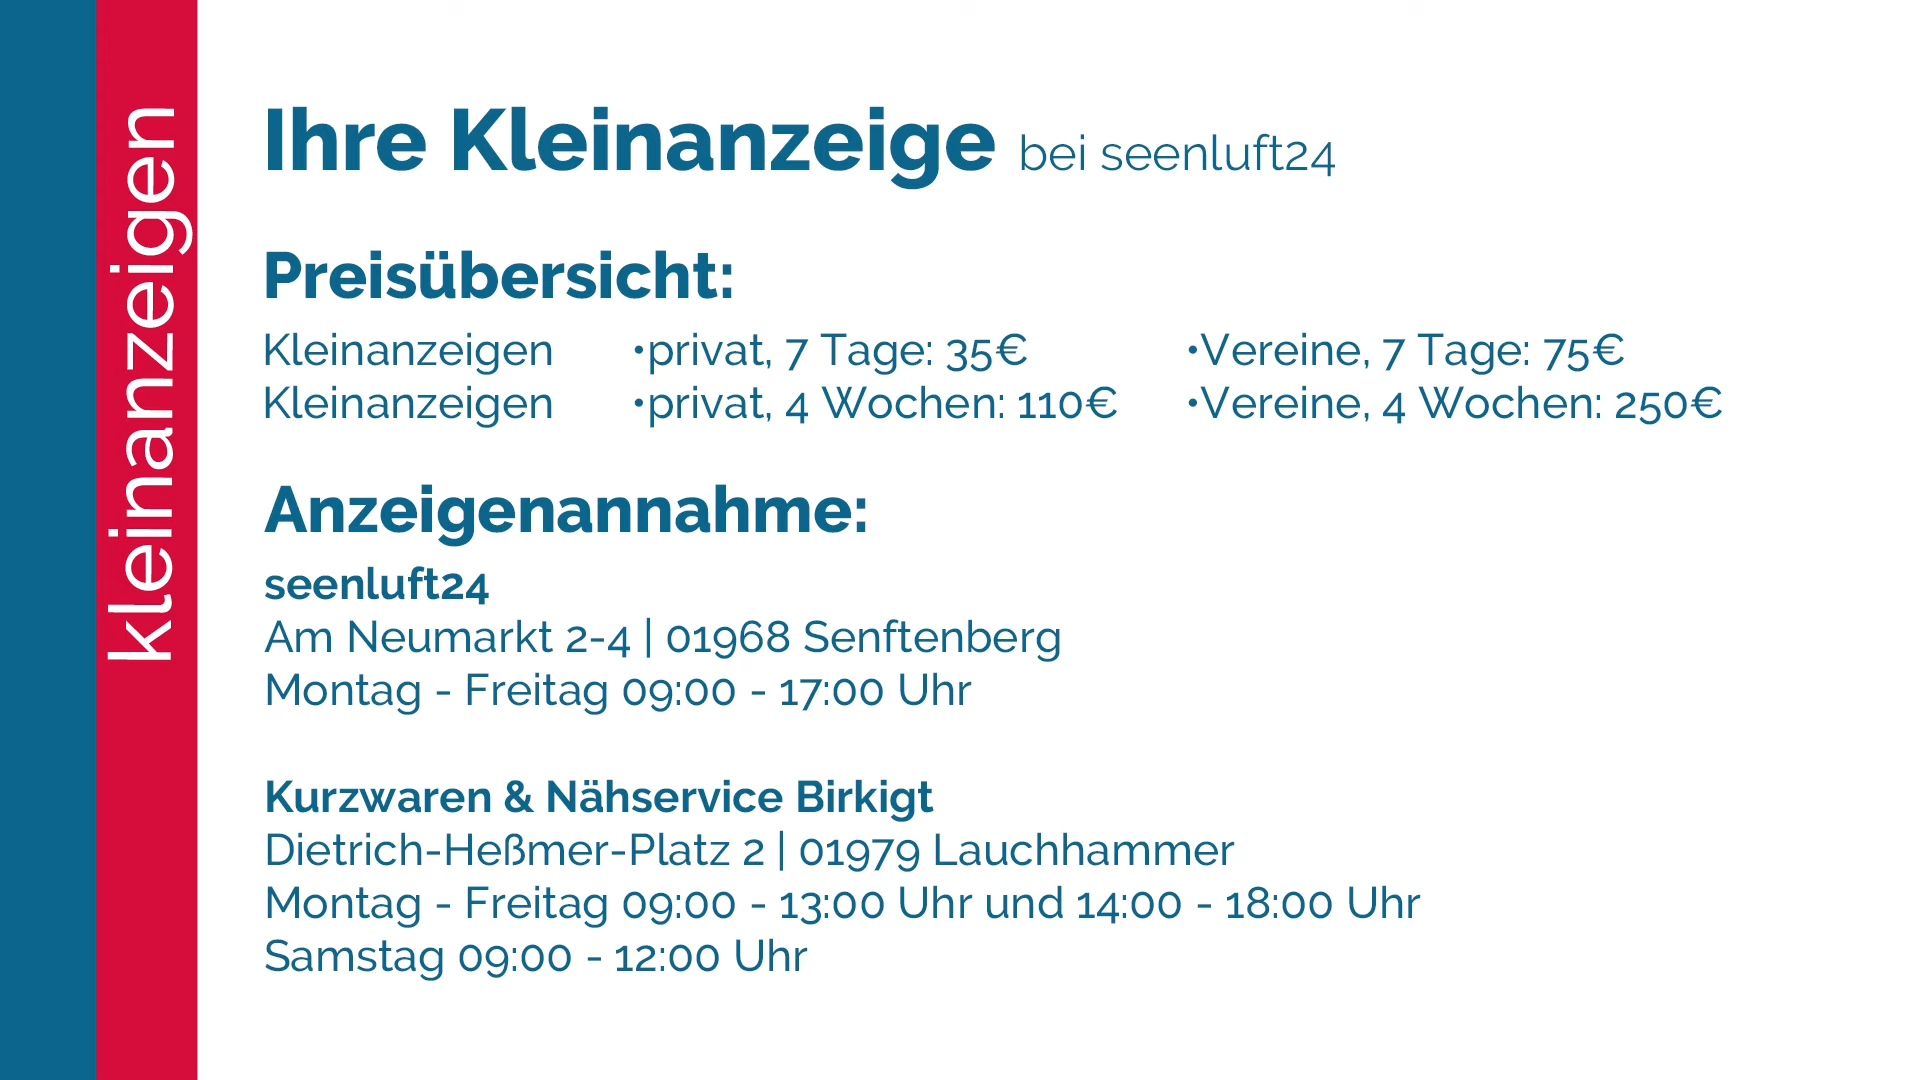 kleinanzeigen
Ihre Kleinanzeige bei seenluft24
Preisübersicht:
Kleinanzeigen •privat, 7 Tage: 35€ •Vereine, 7 Tage: 75€
Kleinanzeigen •privat, 4 Wochen: 110€ •Vereine, 4 Wochen: 250€
Anzeigenannahme:
seenluft24
Am Neumarkt 2-4 | 01968 Senftenberg
Montag - Freitag 09:00 - 17:00 Uhr
Kurzwaren & Nähservice Birkigt
Dietrich-Heßmer-Platz 2 | 01979 Lauchhammer
Montag - Freitag 09:00 - 13:00 Uhr und 14:00 - 18:00 Uhr
Samstag 09:00 - 12:00 Uhr